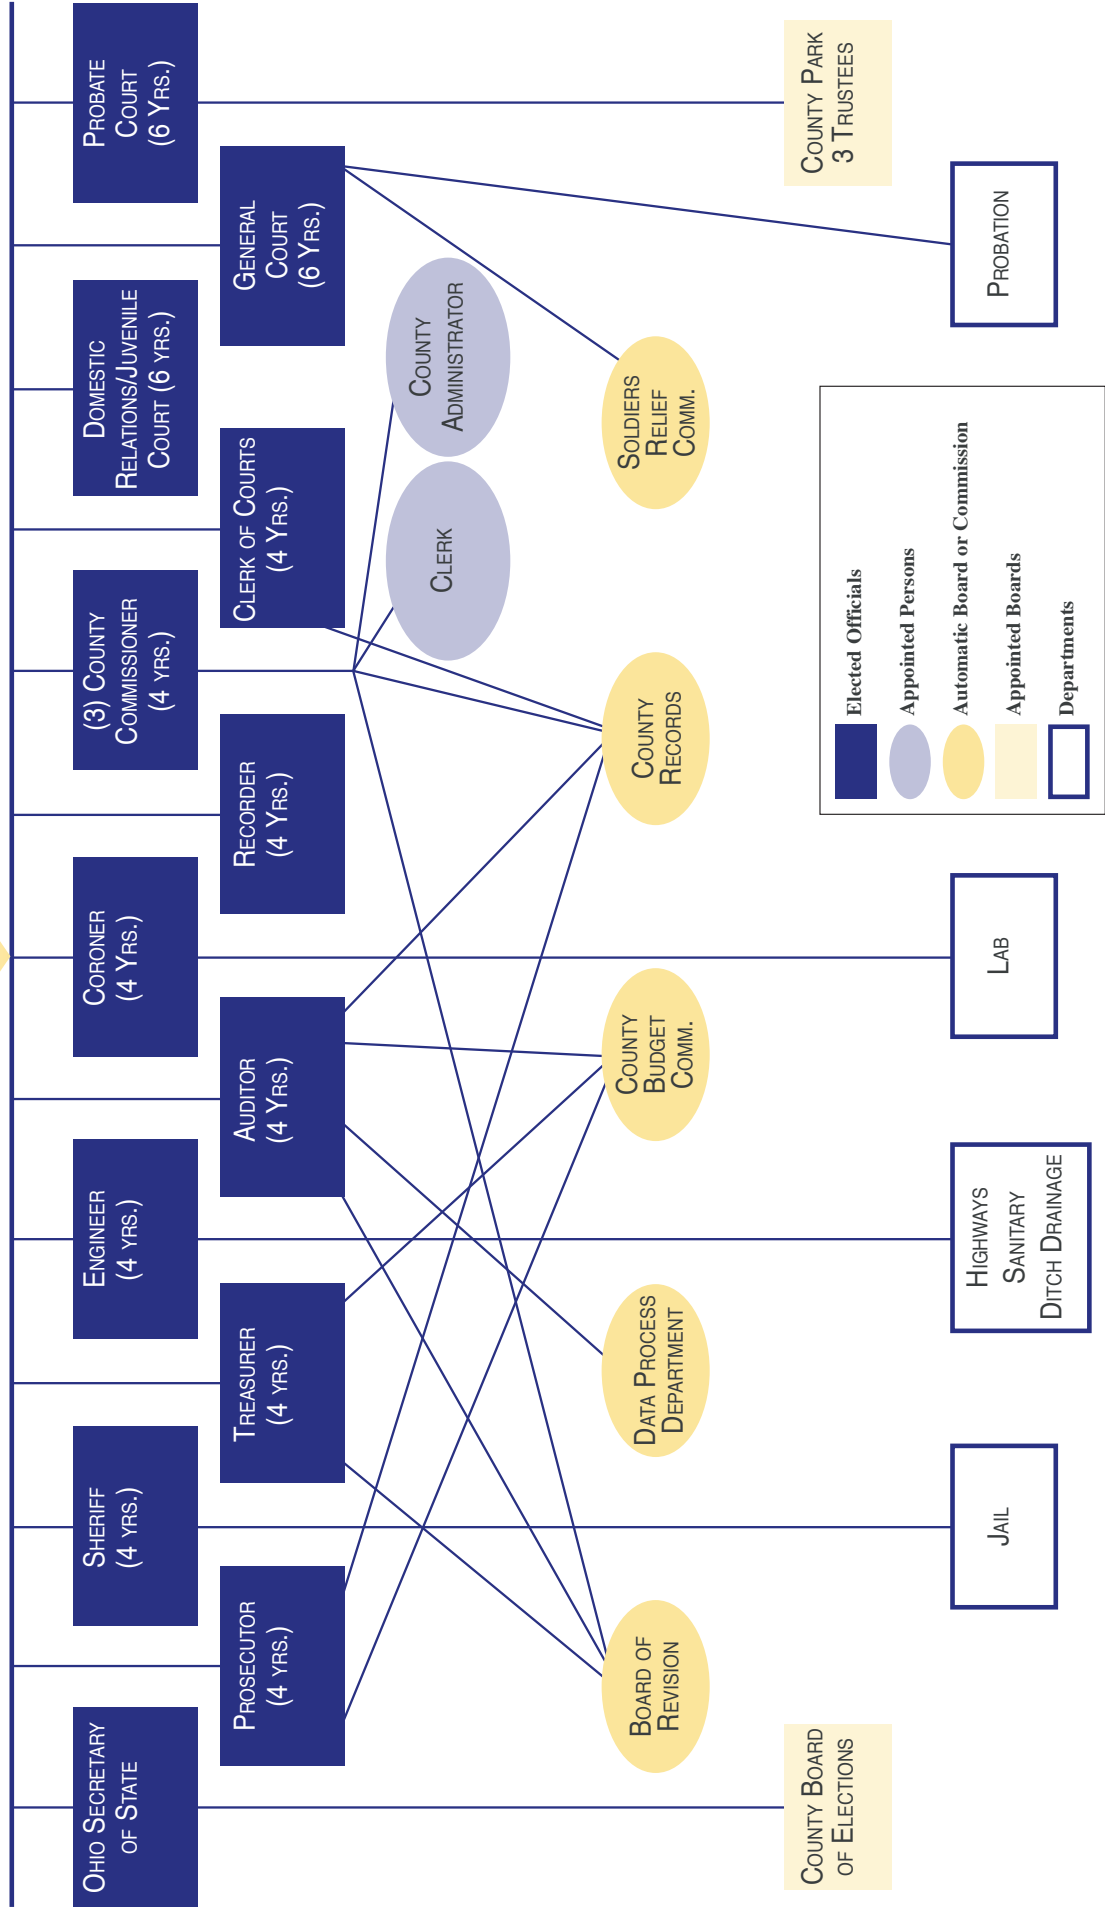 Ohio Secretary
of State
Sheriff
(4 yrs.)
Engineer
(4 yrs.)
Coroner
(4 Yrs.)
(3) County
Commissioner
(4 yrs.)
Domestic
Relations/Juvenile
Court (6 yrs.)
Probate
Court
(6 Yrs.)
Prosecutor
(4 yrs.)
Treasurer
(4 yrs.)
Auditor
(4 Yrs.)
Recorder
(4 Yrs.)
Clerk of Courts
(4 Yrs.)
General
Court
(6 Yrs.)
Clerk
County
Administrator
Board of
Revision
Data Process
Department
County
Budget
Comm.
County
Records
Soldiers
Relief
Comm.
County Board
of Elections
County Park
3 Trustees
Jail
Highways
Sanitary
Ditch Drainage
Lab
Probation
Elected Officials
Appointed Persons
Automatic Board or Commission
Appointed Boards
Departments